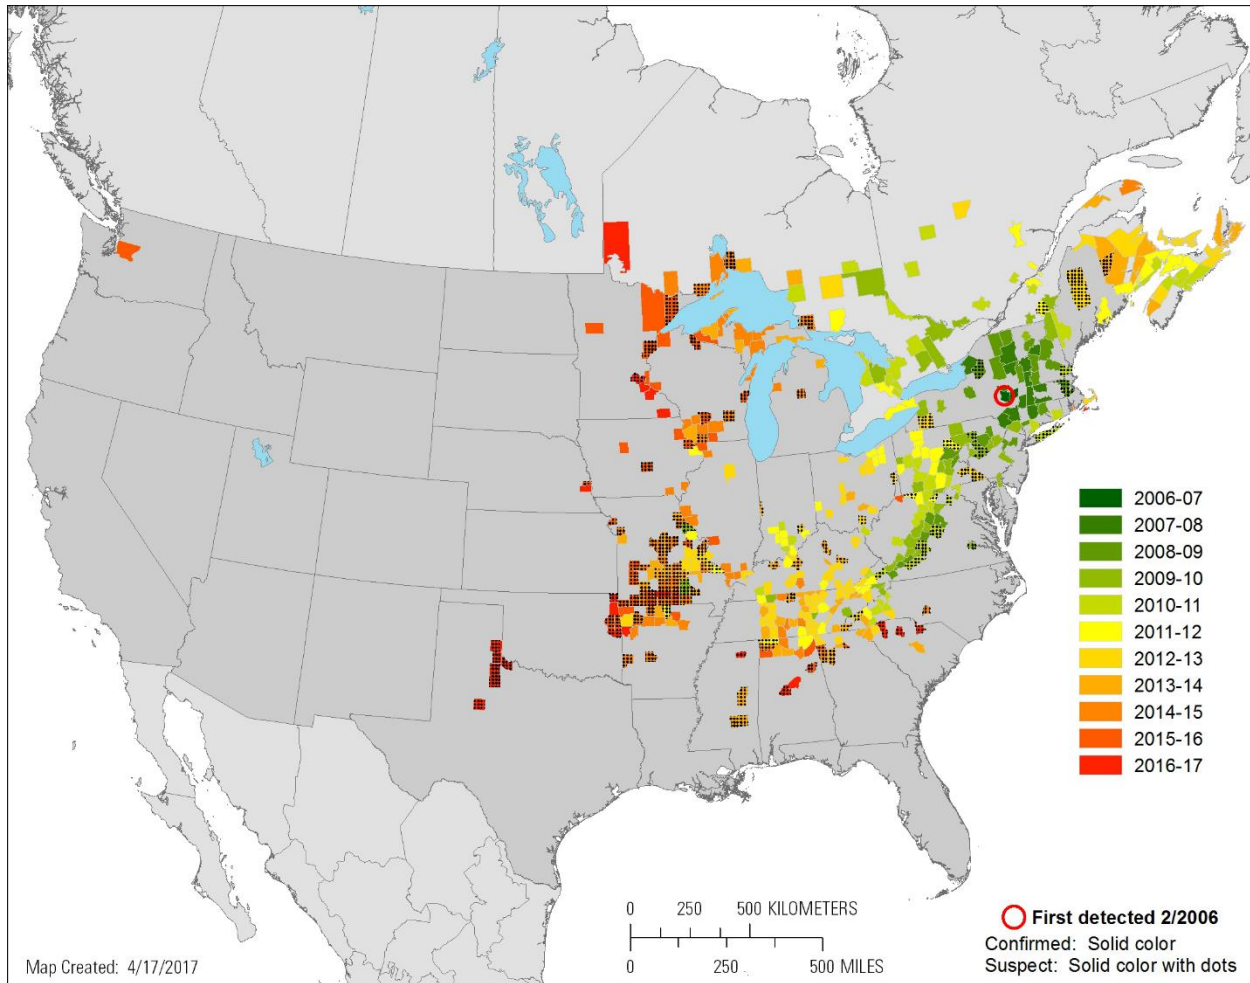 2006-07
2007-08
2008-09
2009-10
2010-11
2011-12
2012-13
2013-14
2014-15
2015-16
2016-17
0 250 500 KILOMETERS
0 250 500 MILES
First detected 2/2006
Confirmed: Solid color
Suspect: Solid color with dots
Map Created: 4/17/2017